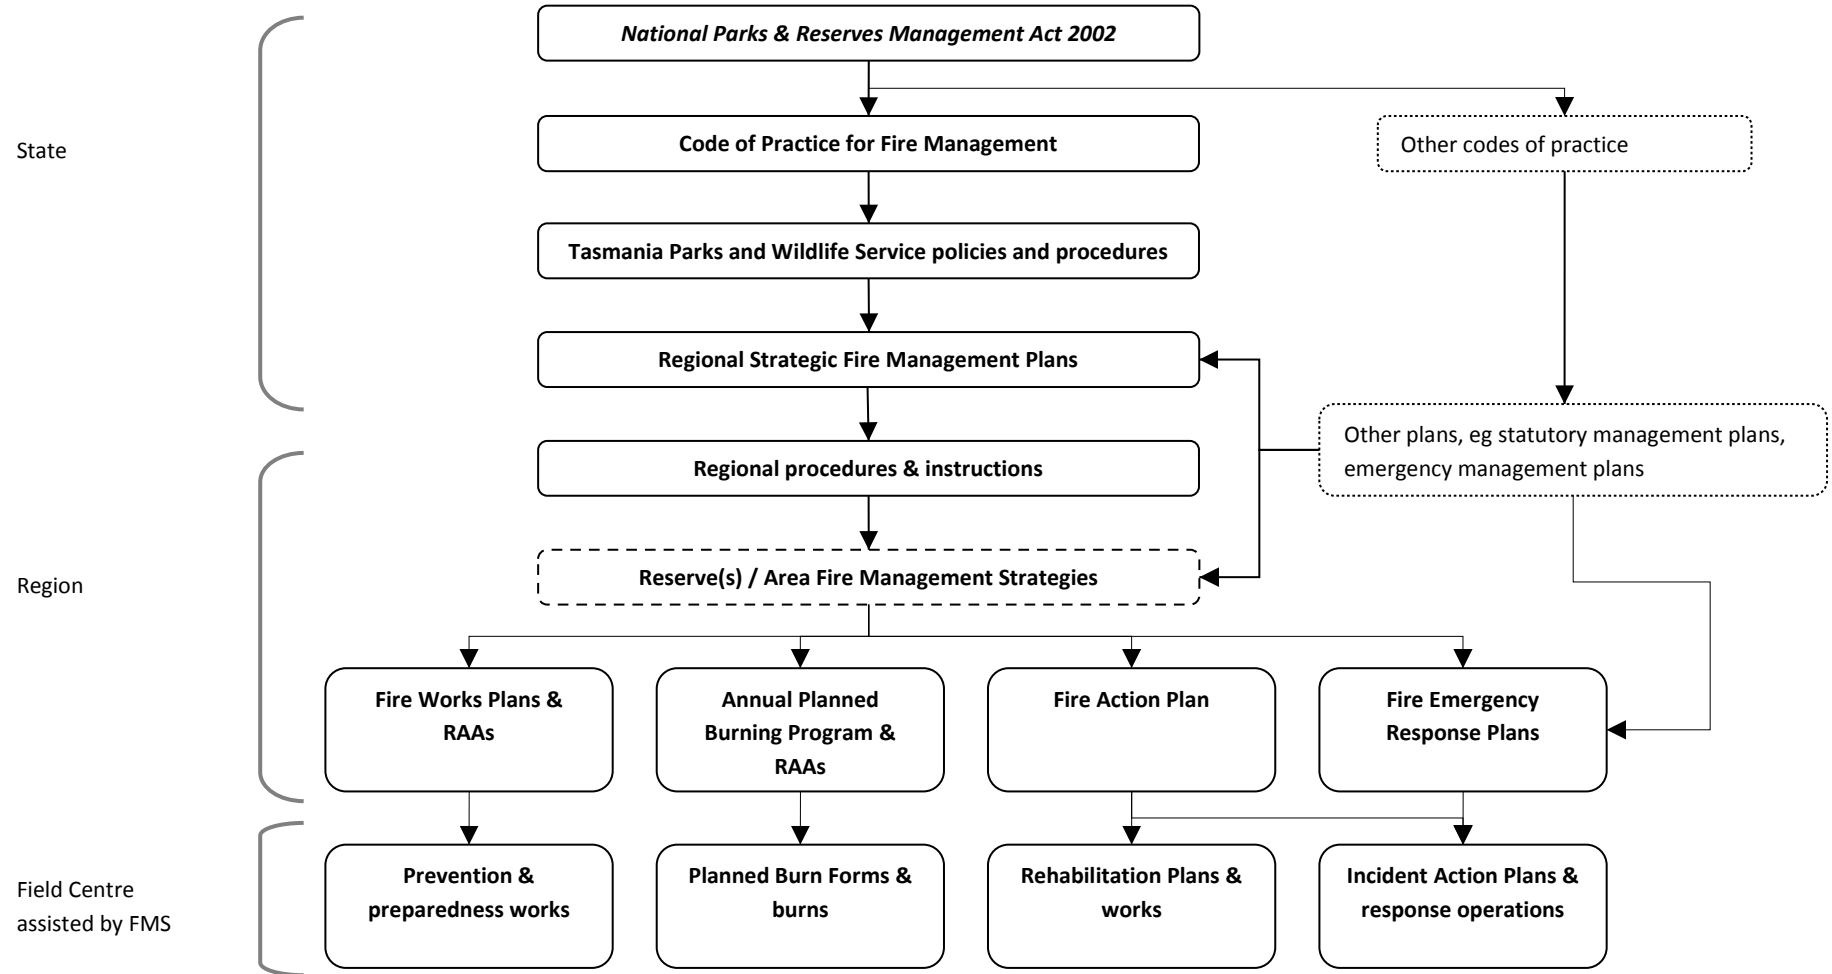 National Parks & Reserves Management Act 2002
State
Code of Practice for Fire Management
Other codes of practice
Tasmania Parks and Wildlife Service policies and procedures
Regional Strategic Fire Management Plans
Other plans, eg statutory management plans,
emergency management plans
Regional procedures & instructions
Region
Reserve(s) / Area Fire Management Strategies
Fire Works Plans &
RAAs
Annual Planned
Burning Program &
RAAs
Fire Action Plan
Fire Emergency
Response Plans
Field Centre
assisted by FMS
Prevention &
preparedness works
Planned Burn Forms &
burns
Rehabilitation Plans &
works
Incident Action Plans &
response operations